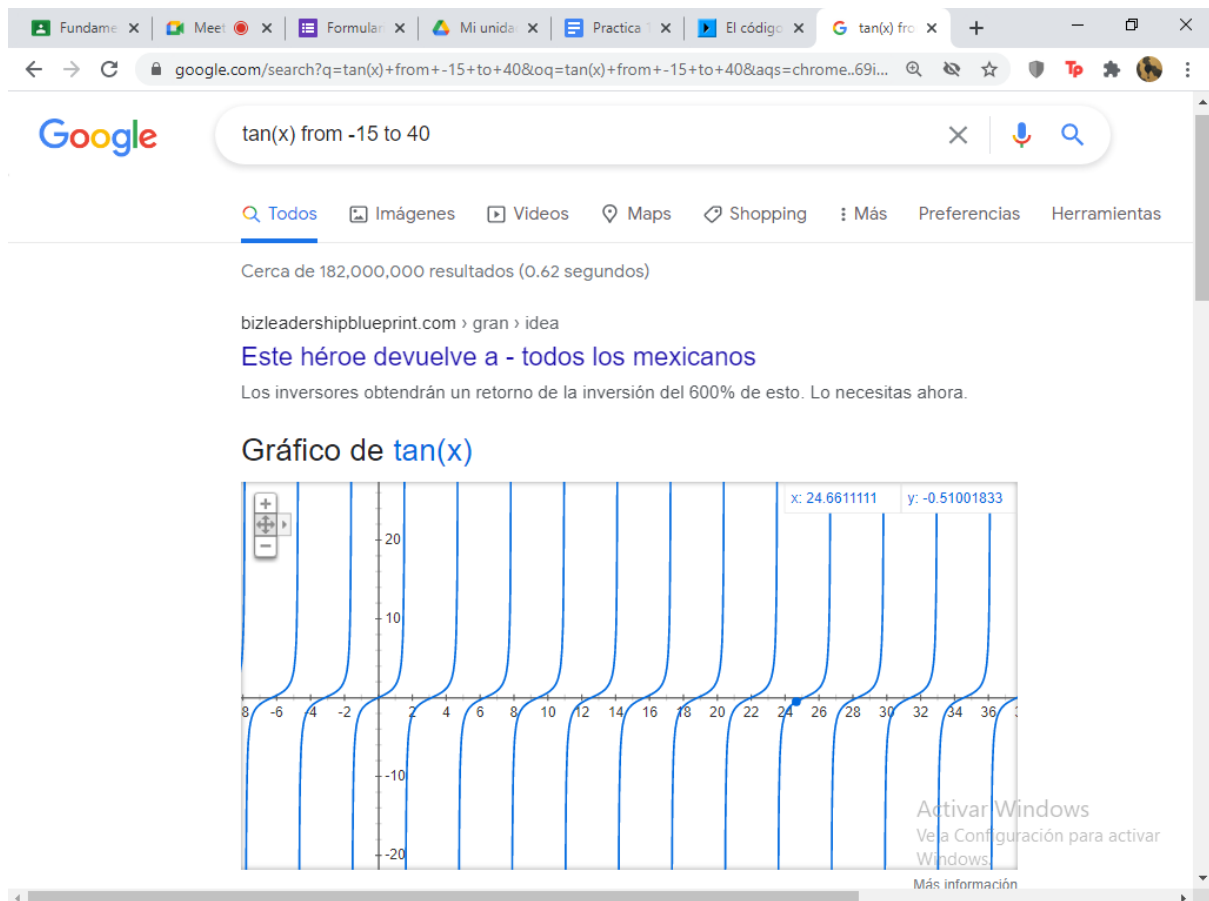 Fundame
Meet
Formular
Mi unida
Practica 1
El código
tan(x) fro
google.com/search?q=tan(x)+from+-15+to+40&oq=tan(x)+from+-15+to+40&aqs=chrome..69i...
Google
tan(x) from -15 to 40
Todos Imágenes Videos Maps Shopping Más Preferencias Herramientas
Cerca de 182,000,000 resultados (0.62 segundos)
bizleadershipblueprint.com › gran › idea
Este héroe devuelve a - todos los mexicanos
Los inversores obtendrán un retorno de la inversión del 600% de esto. Lo necesitas ahora.
Gráfico de tan(x)
x: 24.6611111 y: -0.51001833
20
10
8 -6 -4 -2 2 4 6 8 10 12 14 16 18 20 22 24 26 28 30 32 34 36
-10
-20
Activar Windows
Ve a Configuración para activar
Windows.
Más información